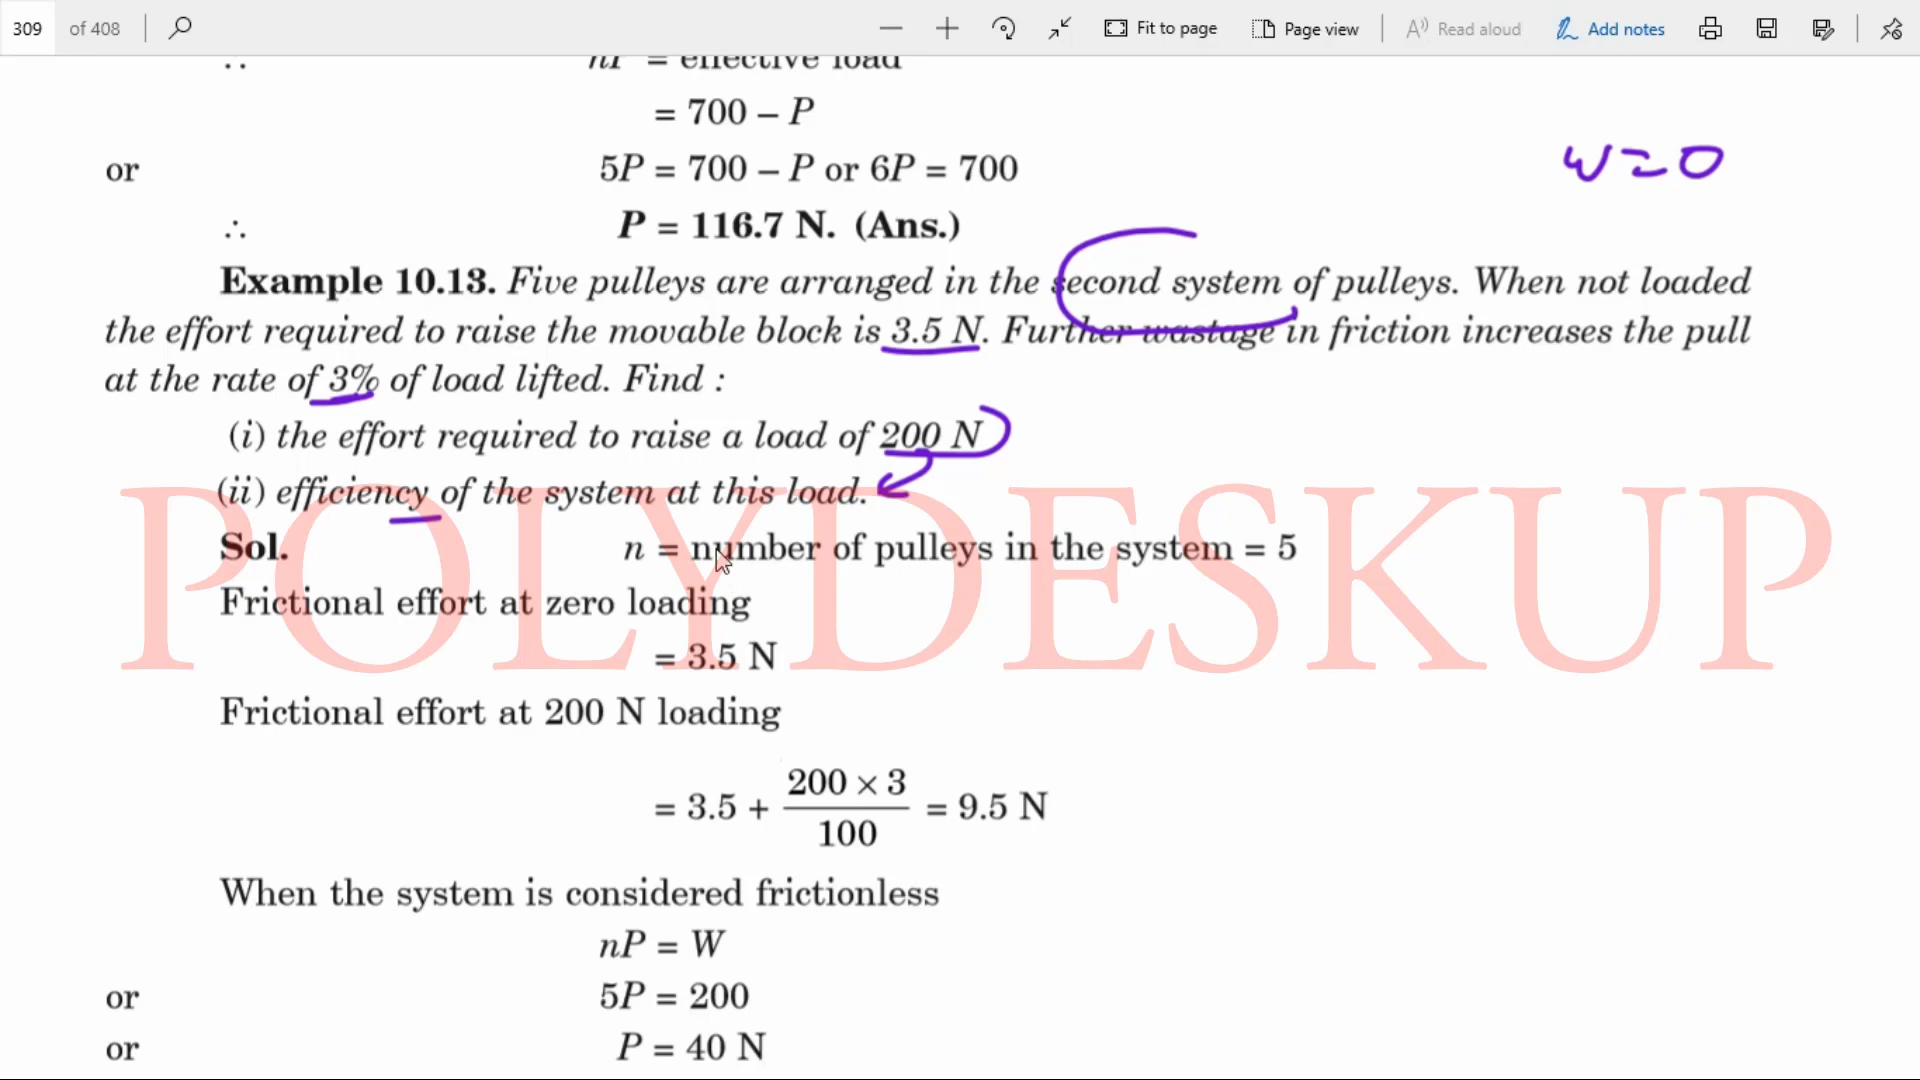 309 of 408 Fit to page Page view Read aloud Add notes
∴ nP = effective load
= 700 – P
or 5P = 700 – P or 6P = 700
w=0
∴ P = 116.7 N. (Ans.)
Example 10.13. Five pulleys are arranged in the second system of pulleys. When not loaded
the effort required to raise the movable block is 3.5 N. Further wastage in friction increases the pull
at the rate of 3% of load lifted. Find :
(i) the effort required to raise a load of 200 N
(ii) efficiency of the system at this load.
POLYDESKUP
Sol. n = number of pulleys in the system = 5
Frictional effort at zero loading
= 3.5 N
Frictional effort at 200 N loading
= 3.5 + 200 × 3 / 100 = 9.5 N
When the system is considered frictionless
nP = W
or 5P = 200
or P = 40 N